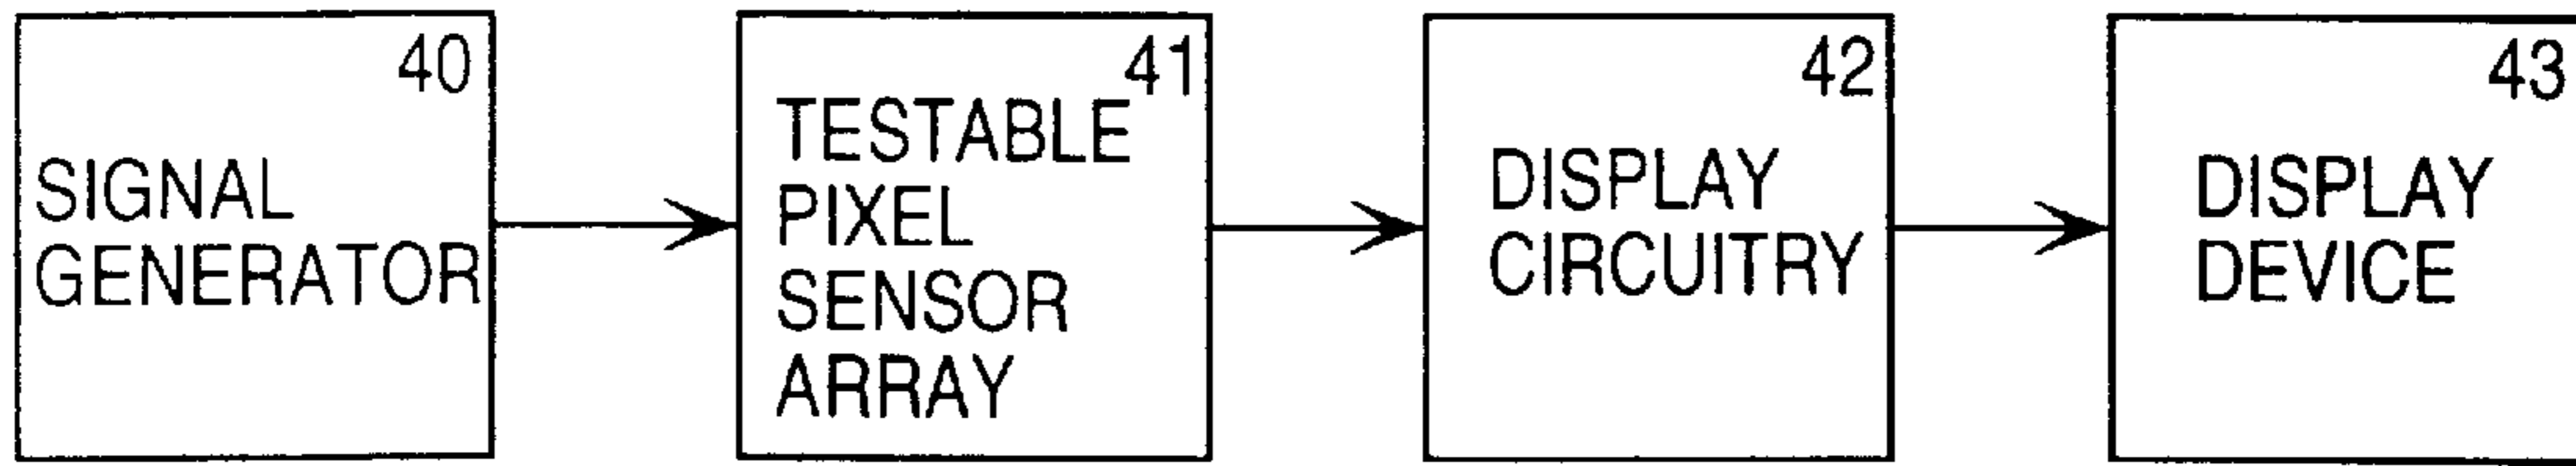 40
SIGNAL
GENERATOR
41
TESTABLE
PIXEL
SENSOR
ARRAY
42
DISPLAY
CIRCUITRY
43
DISPLAY
DEVICE